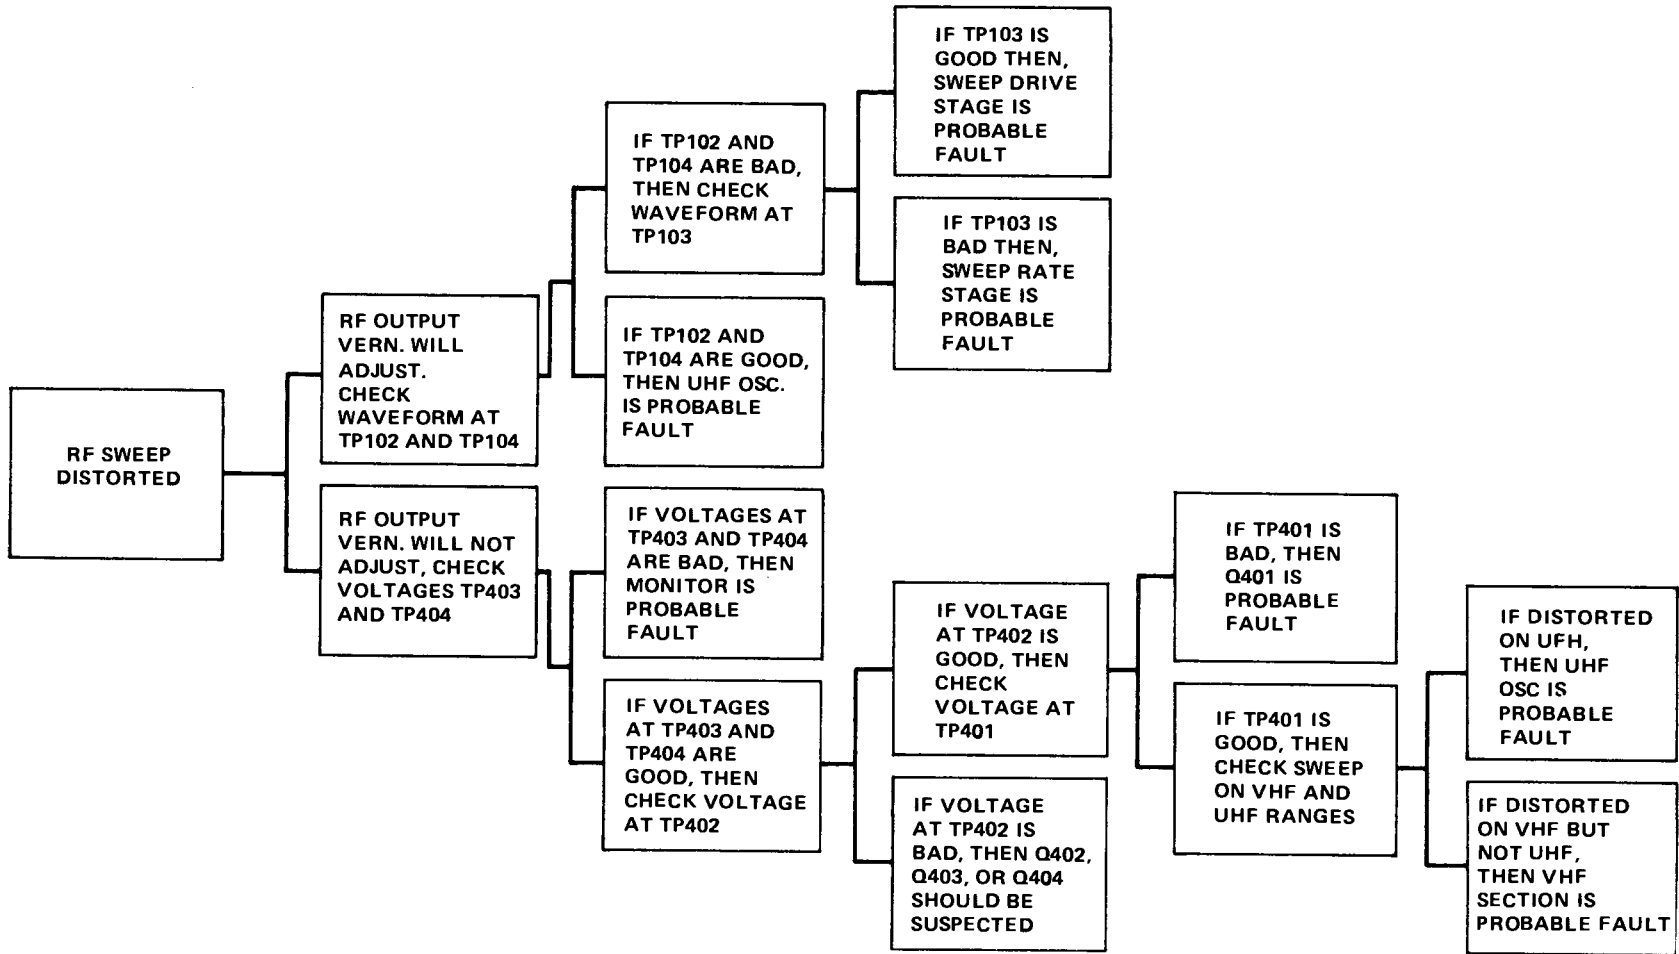 RF SWEEP
DISTORTED
RF OUTPUT
VERN. WILL
ADJUST.
CHECK
WAVEFORM AT
TP102 AND TP104
RF OUTPUT
VERN. WILL NOT
ADJUST, CHECK
VOLTAGES TP403
AND TP404
IF TP102 AND
TP104 ARE BAD,
THEN CHECK
WAVEFORM AT
TP103
IF TP102 AND
TP104 ARE GOOD,
THEN UHF OSC.
IS PROBABLE
FAULT
IF VOLTAGES AT
TP403 AND TP404
ARE BAD, THEN
MONITOR IS
PROBABLE
FAULT
IF VOLTAGES
AT TP403 AND
TP404 ARE
GOOD, THEN
CHECK VOLTAGE
AT TP402
IF TP103 IS
GOOD THEN,
SWEEP DRIVE
STAGE IS
PROBABLE
FAULT
IF TP103 IS
BAD THEN,
SWEEP RATE
STAGE IS
PROBABLE
FAULT
IF VOLTAGE
AT TP402 IS
GOOD, THEN
CHECK
VOLTAGE AT
TP401
IF VOLTAGE
AT TP402 IS
BAD, THEN Q402,
Q403, OR Q404
SHOULD BE
SUSPECTED
IF TP401 IS
BAD, THEN
Q401 IS
PROBABLE
FAULT
IF TP401 IS
GOOD, THEN
CHECK SWEEP
ON VHF AND
UHF RANGES
IF DISTORTED
ON UFH,
THEN UHF
OSC IS
PROBABLE
FAULT
IF DISTORTED
ON VHF BUT
NOT UHF,
THEN VHF
SECTION IS
PROBABLE FAULT